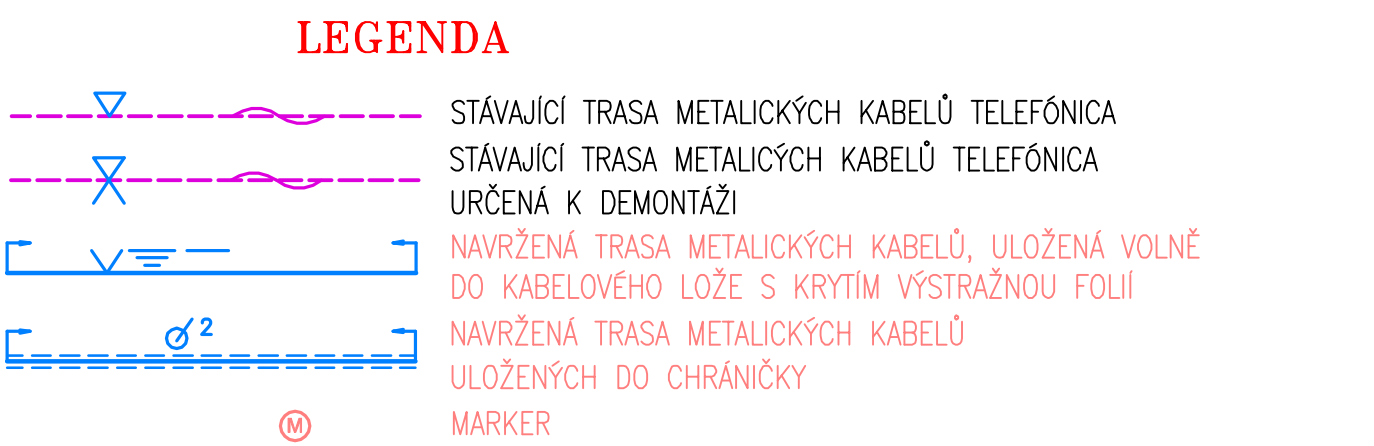 LEGENDA
STÁVAJÍCÍ TRASA METALICKÝCH KABELŮ TELEFÓNICA
STÁVAJÍCÍ TRASA METALICÝCH KABELŮ TELEFÓNICA
URČENÁ K DEMONTÁŽI
NAVRŽENÁ TRASA METALICKÝCH KABELŮ, ULOŽENÁ VOLNĚ
DO KABELOVÉHO LOŽE S KRYTÍM VÝSTRAŽNOU FOLIÍ
2 NAVRŽENÁ TRASA METALICKÝCH KABELŮ
ULOŽENÝCH DO CHRÁNIČKY
M MARKER